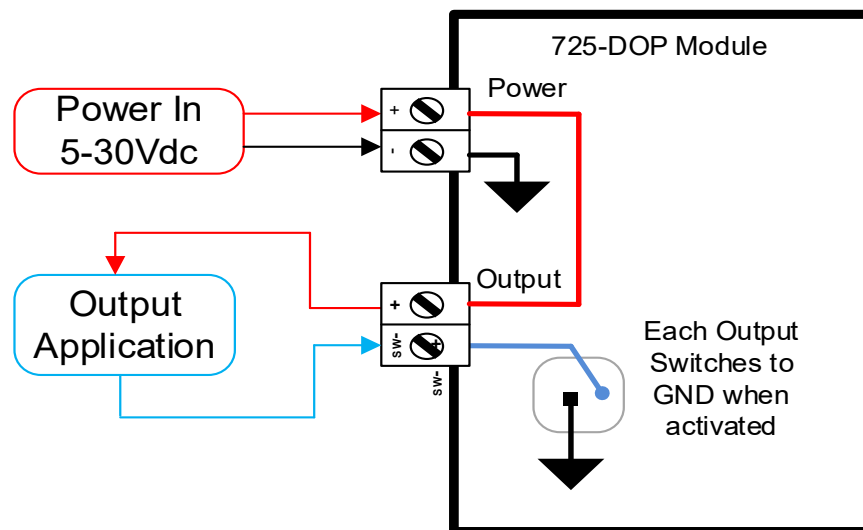 725-DOP Module
Power
Power In
5-30Vdc
+
-
Output
Output
Application
+
sw-
+
sw-
Each Output
Switches to
GND when
activated